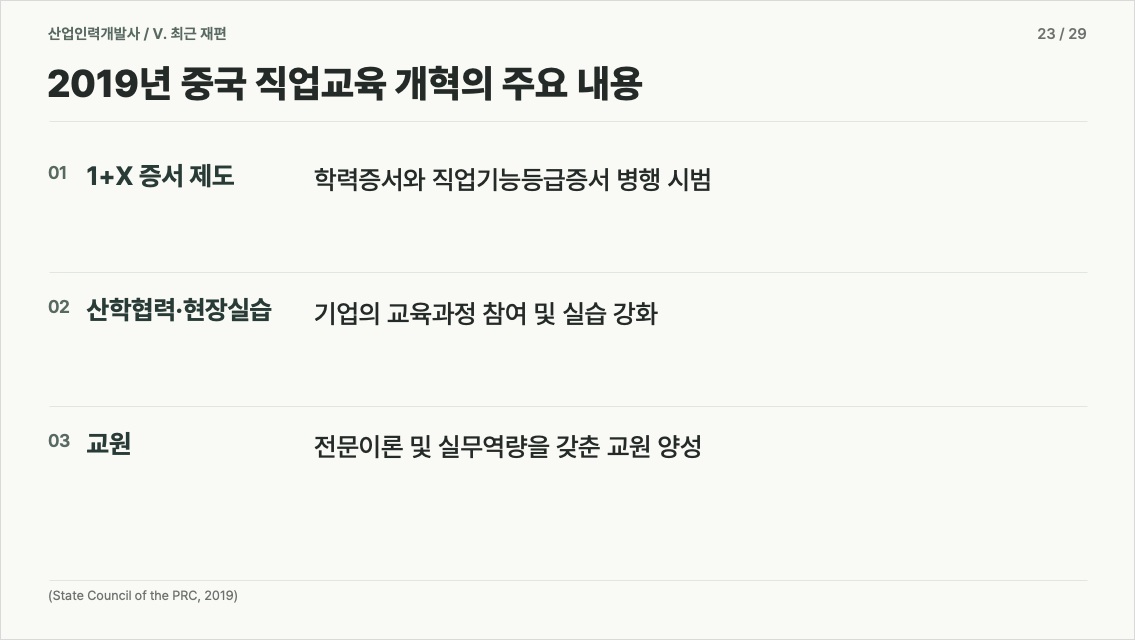 산업인력개발사 / V. 최근 재편
23 / 29
2019년 중국 직업교육 개혁의 주요 내용
01 1+X 증서 제도 학력증서와 직업기능등급증서 병행 시범
02 산학협력·현장실습 기업의 교육과정 참여 및 실습 강화
03 교원 전문이론 및 실무역량을 갖춘 교원 양성
(State Council of the PRC, 2019)